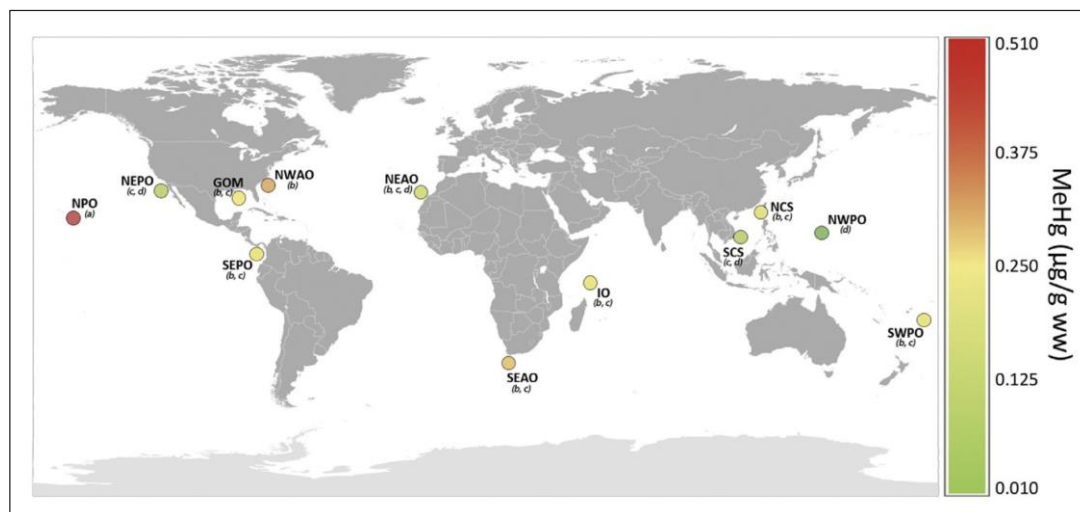 NPO
(a)
NEPO
(c, d)
GOM
(b, c)
NWAO
(b)
SEPO
(b, c)
NEAO
(b, c, d)
SEAO
(b, c)
IO
(b, c)
NCS
(b, c)
SCS
(c, d)
NWPO
(d)
SWPO
(b, c)
0.510
0.375
0.250
0.125
0.010
MeHg (µg/g ww)